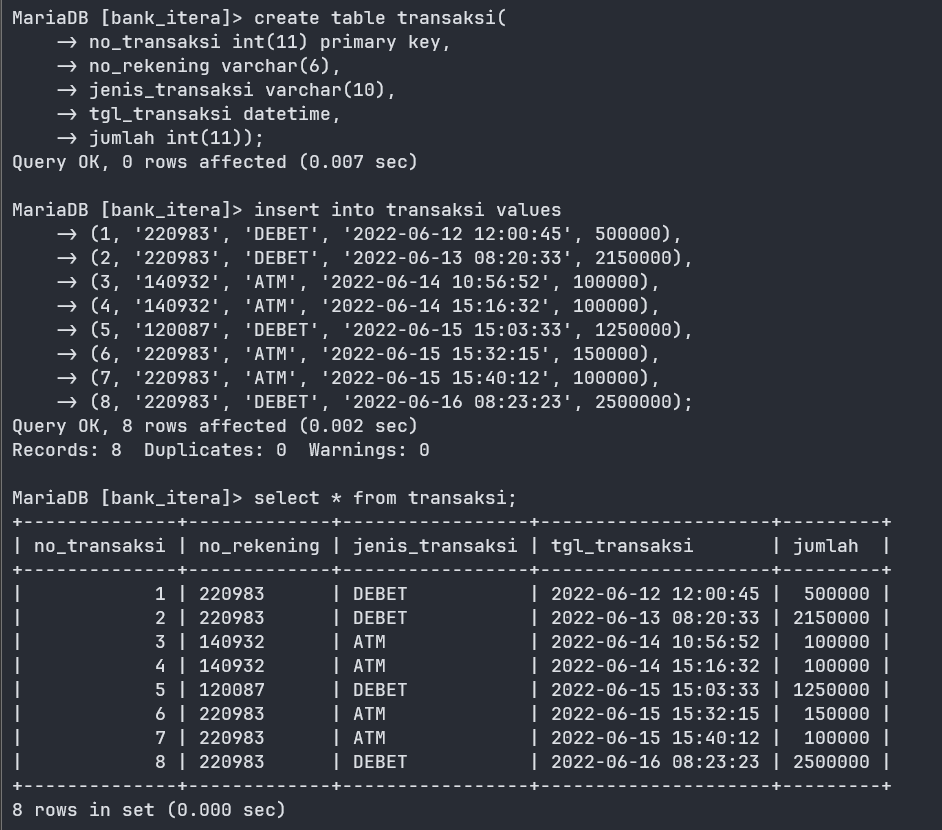 MariaDB [bank_itera]> create table transaksi(
    -> no_transaksi int(11) primary key,
    -> no_rekening varchar(6),
    -> jenis_transaksi varchar(10),
    -> tgl_transaksi datetime,
    -> jumlah int(11));
Query OK, 0 rows affected (0.007 sec)

MariaDB [bank_itera]> insert into transaksi values
    -> (1, '220983', 'DEBET', '2022-06-12 12:00:45', 500000),
    -> (2, '220983', 'DEBET', '2022-06-13 08:20:33', 2150000),
    -> (3, '140932', 'ATM', '2022-06-14 10:56:52', 100000),
    -> (4, '140932', 'ATM', '2022-06-14 15:16:32', 100000),
    -> (5, '120087', 'DEBET', '2022-06-15 15:03:33', 1250000),
    -> (6, '220983', 'ATM', '2022-06-15 15:32:15', 150000),
    -> (7, '220983', 'ATM', '2022-06-15 15:40:12', 100000),
    -> (8, '220983', 'DEBET', '2022-06-16 08:23:23', 2500000);
Query OK, 8 rows affected (0.002 sec)
Records: 8  Duplicates: 0  Warnings: 0

MariaDB [bank_itera]> select * from transaksi;
+--------------+-------------+-----------------+---------------------+---------+
| no_transaksi | no_rekening | jenis_transaksi | tgl_transaksi       | jumlah  |
+--------------+-------------+-----------------+---------------------+---------+
|            1 | 220983      | DEBET           | 2022-06-12 12:00:45 |  500000 |
|            2 | 220983      | DEBET           | 2022-06-13 08:20:33 | 2150000 |
|            3 | 140932      | ATM             | 2022-06-14 10:56:52 |  100000 |
|            4 | 140932      | ATM             | 2022-06-14 15:16:32 |  100000 |
|            5 | 120087      | DEBET           | 2022-06-15 15:03:33 | 1250000 |
|            6 | 220983      | ATM             | 2022-06-15 15:32:15 |  150000 |
|            7 | 220983      | ATM             | 2022-06-15 15:40:12 |  100000 |
|            8 | 220983      | DEBET           | 2022-06-16 08:23:23 | 2500000 |
+--------------+-------------+-----------------+---------------------+---------+
8 rows in set (0.000 sec)